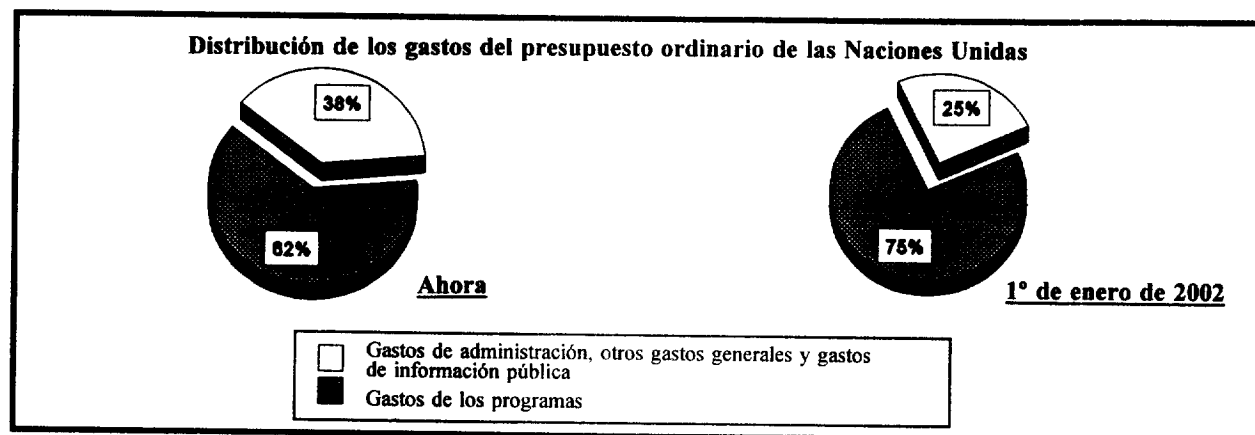 Distribución de los gastos del presupuesto ordinario de las Naciones Unidas
38%
62%
Ahora
25%
75%
1º de enero de 2002
Gastos de administración, otros gastos generales y gastos
de información pública
Gastos de los programas